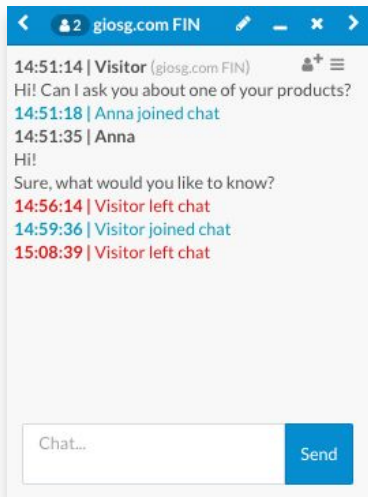 2 giosg.com FIN
14:51:14 | Visitor (giosg.com FIN)
Hi! Can I ask you about one of your products?
14:51:18 | Anna joined chat
14:51:35 | Anna
Hi!
Sure, what would you like to know?
14:56:14 | Visitor left chat
14:59:36 | Visitor joined chat
15:08:39 | Visitor left chat
Chat...
Send